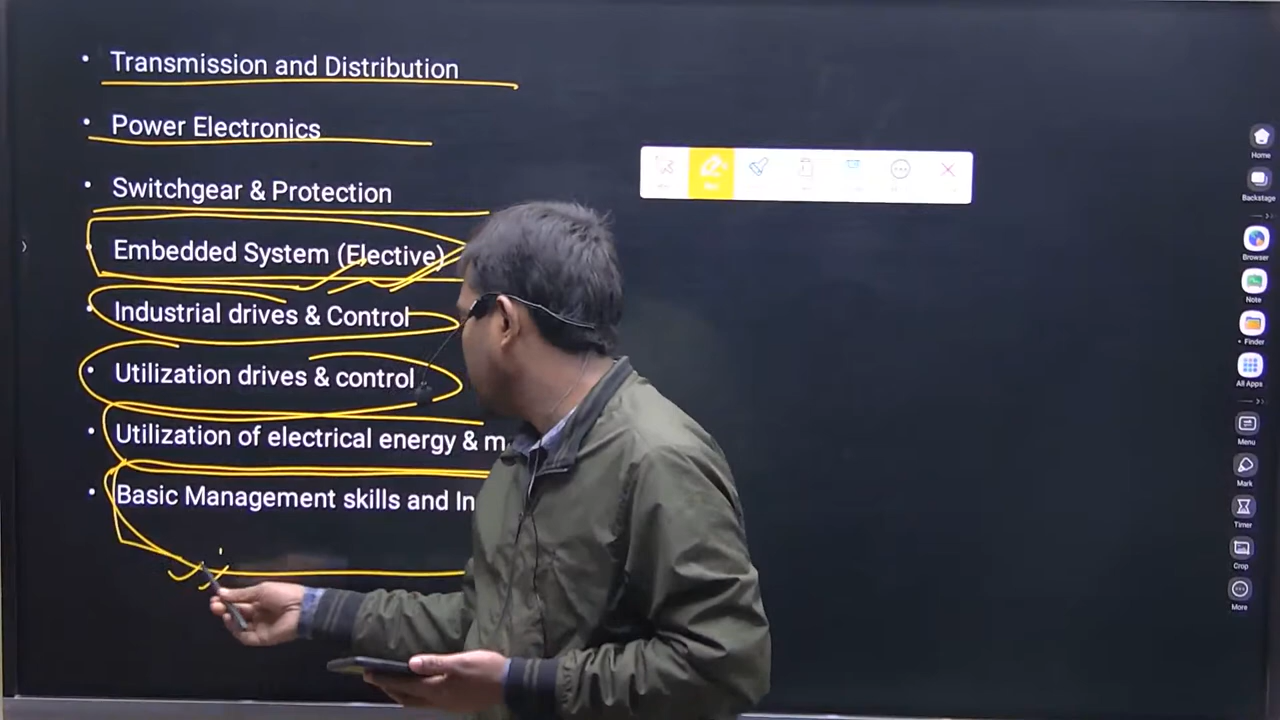 • Transmission and Distribution
• Power Electronics
• Switchgear & Protection
• Embedded System (Elective)
• Industrial drives & Control
• Utilization drives & control
• Utilization of electrical energy & m
• Basic Management skills and In
Home
Backstage
Browser
Note
• Finder
All Apps
Menu
Mark
Timer
Crop
More